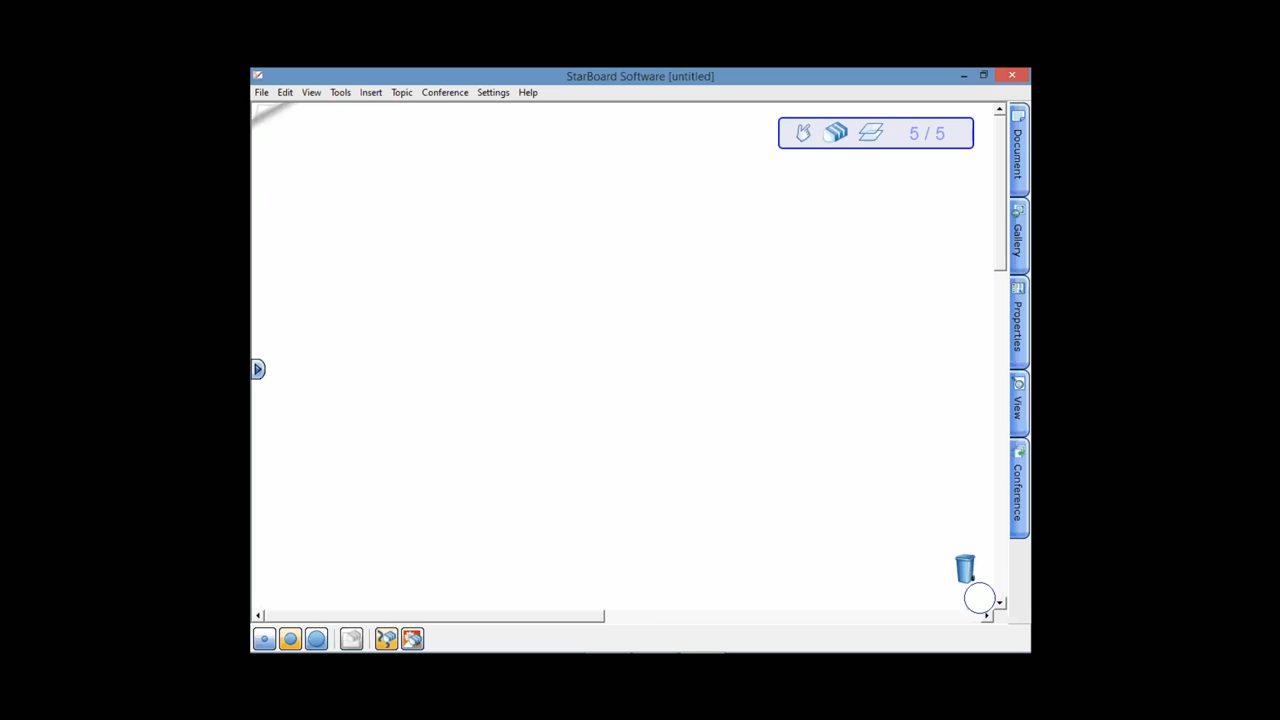 StarBoard Software [untitled]
File Edit View Tools Insert Topic Conference Settings Help
5 / 5
Document
Gallery
Properties
View
Conference